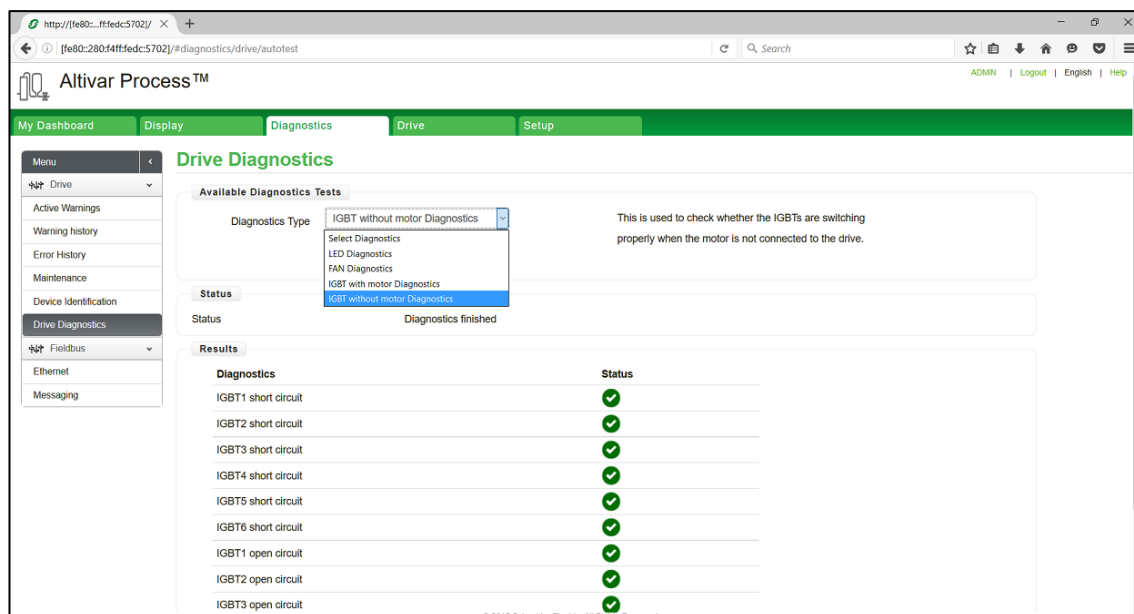 http://[fe80::...ff:fedc:5702]/
[fe80::280:f4ff:fedc:5702]/#diagnostics/drive/autotest
Search
Altivar Process™
ADMIN | Logout | English | Help
My Dashboard Display Diagnostics Drive Setup
Menu
Drive
Active Warnings
Warning history
Error History
Maintenance
Device Identification
Drive Diagnostics
Fieldbus
Ethernet
Messaging
Drive Diagnostics
Available Diagnostics Tests
Diagnostics Type IGBT without motor Diagnostics
Select Diagnostics
LED Diagnostics
FAN Diagnostics
IGBT with motor Diagnostics
IGBT without motor Diagnostics
This is used to check whether the IGBTs are switching
properly when the motor is not connected to the drive.
Status
Status Diagnostics finished
Results
Diagnostics Status
IGBT1 short circuit
IGBT2 short circuit
IGBT3 short circuit
IGBT4 short circuit
IGBT5 short circuit
IGBT6 short circuit
IGBT1 open circuit
IGBT2 open circuit
IGBT3 open circuit